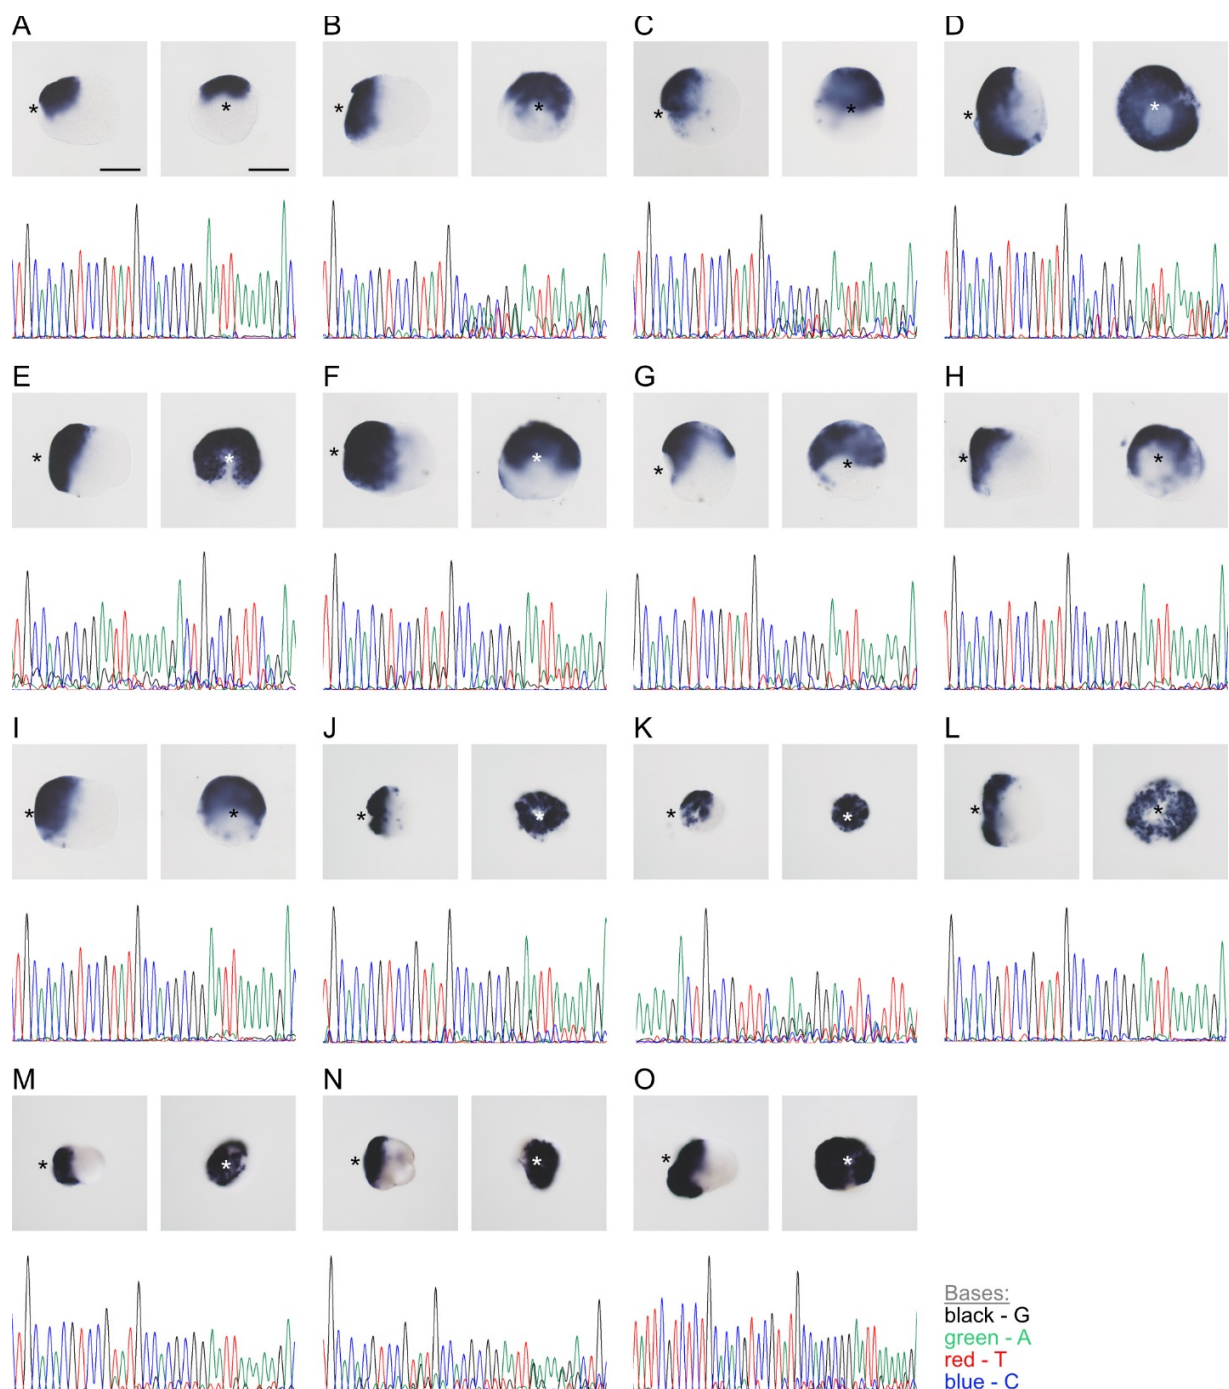 A B C D
E F G H
I J K L
M N O
Bases:
black - G
green - A
red - T
blue - C